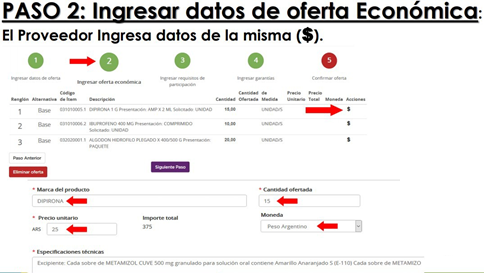 PASO 2: Ingresar datos de oferta Económica:
El Proveedor Ingresa datos de la misma ($).
1 2 3 4 5
Ingresar datos de oferta Ingresar oferta económica Ingresar requisitos de participación Ingresar garantías Confirmar oferta
Renglón Alternativa Código de ítem Descripción Cantidad Cantidad Ofertada de Medida Precio Unitario Precio Total Moneda Acciones
1 Base DIPIRONA 1 G Presentación: AMP X 2 ML Solicitado: UNIDAD UNIDAD/S $
2 Base IBUPROFENO 400 MG Presentación: COMPRIMIDO Solicitado: UNIDAD 10,00 UNIDAD/S $
3 Base ALGODON HIDROFILO PLEGADO X 400/500 G Presentación: PAQUETE 20,00 UNIDAD/S $
Paso Anterior
Siguiente Paso
Eliminar oferta
* Marca del producto * Cantidad ofertada
DIPIRONA 15
* Precio unitario Importe total Moneda
ARS 25 375 Peso Argentino
* Especificaciones técnicas
Excipiente. Cada sobre de METAMIZOL CUVE 500 mg granulado para solución oral contiene Amarillo Anaranjado S (E-110) Cada sobre de METAMIZO